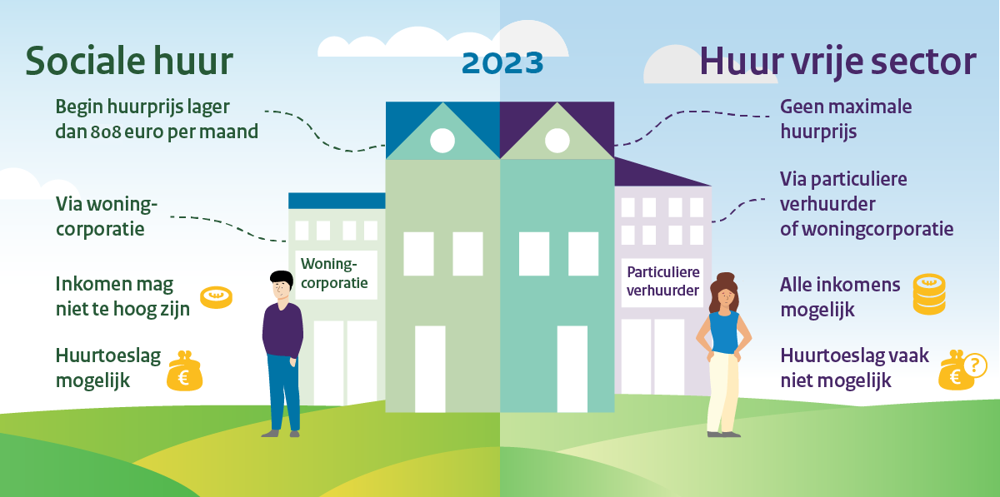 2023
Sociale huur
Begin huurprijs lager
dan 808 euro per maand
Via woning-
corporatie
Inkomen mag
niet te hoog zijn
Huurtoeslag
mogelijk
€
Woning-
corporatie
Huur vrije sector
Geen maximale
huurprijs
Via particuliere
verhuurder
of woningcorporatie
Particuliere
verhuurder
Alle inkomens
mogelijk
Huurtoeslag vaak
niet mogelijk
€ ?